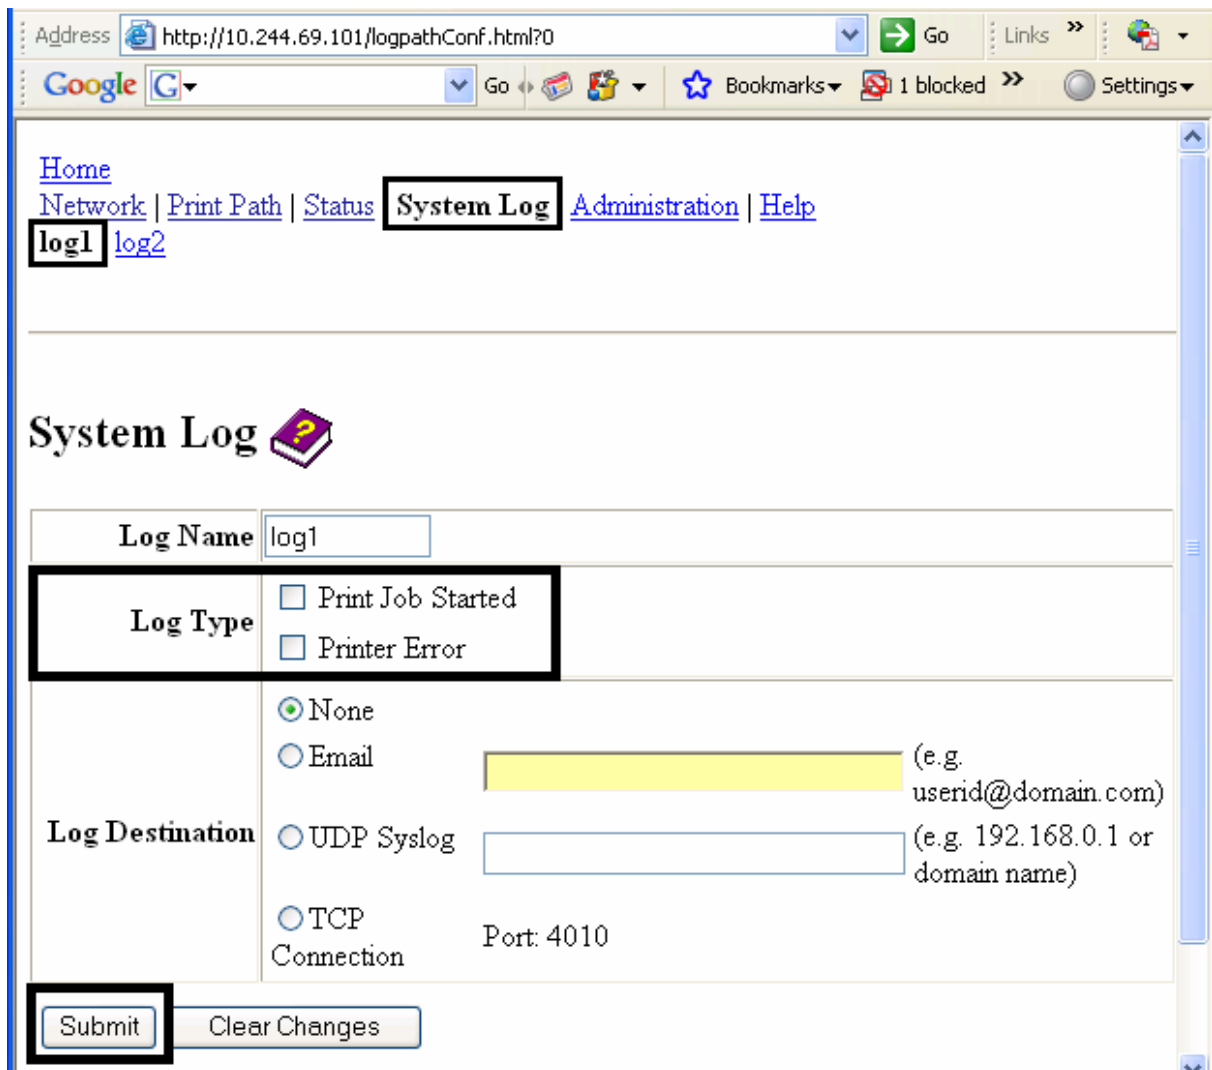 Address http://10.244.69.101/logpathConf.html?0 Go Links »
Google G Go Bookmarks 1 blocked » Settings
Home
Network | Print Path | Status System Log Administration | Help
log1 log2
System Log ?
Log Name log1
Log Type
Print Job Started
Printer Error
Log Destination
None
Email (e.g. userid@domain.com)
UDP Syslog (e.g. 192.168.0.1 or domain name)
TCP Connection Port: 4010
Submit Clear Changes